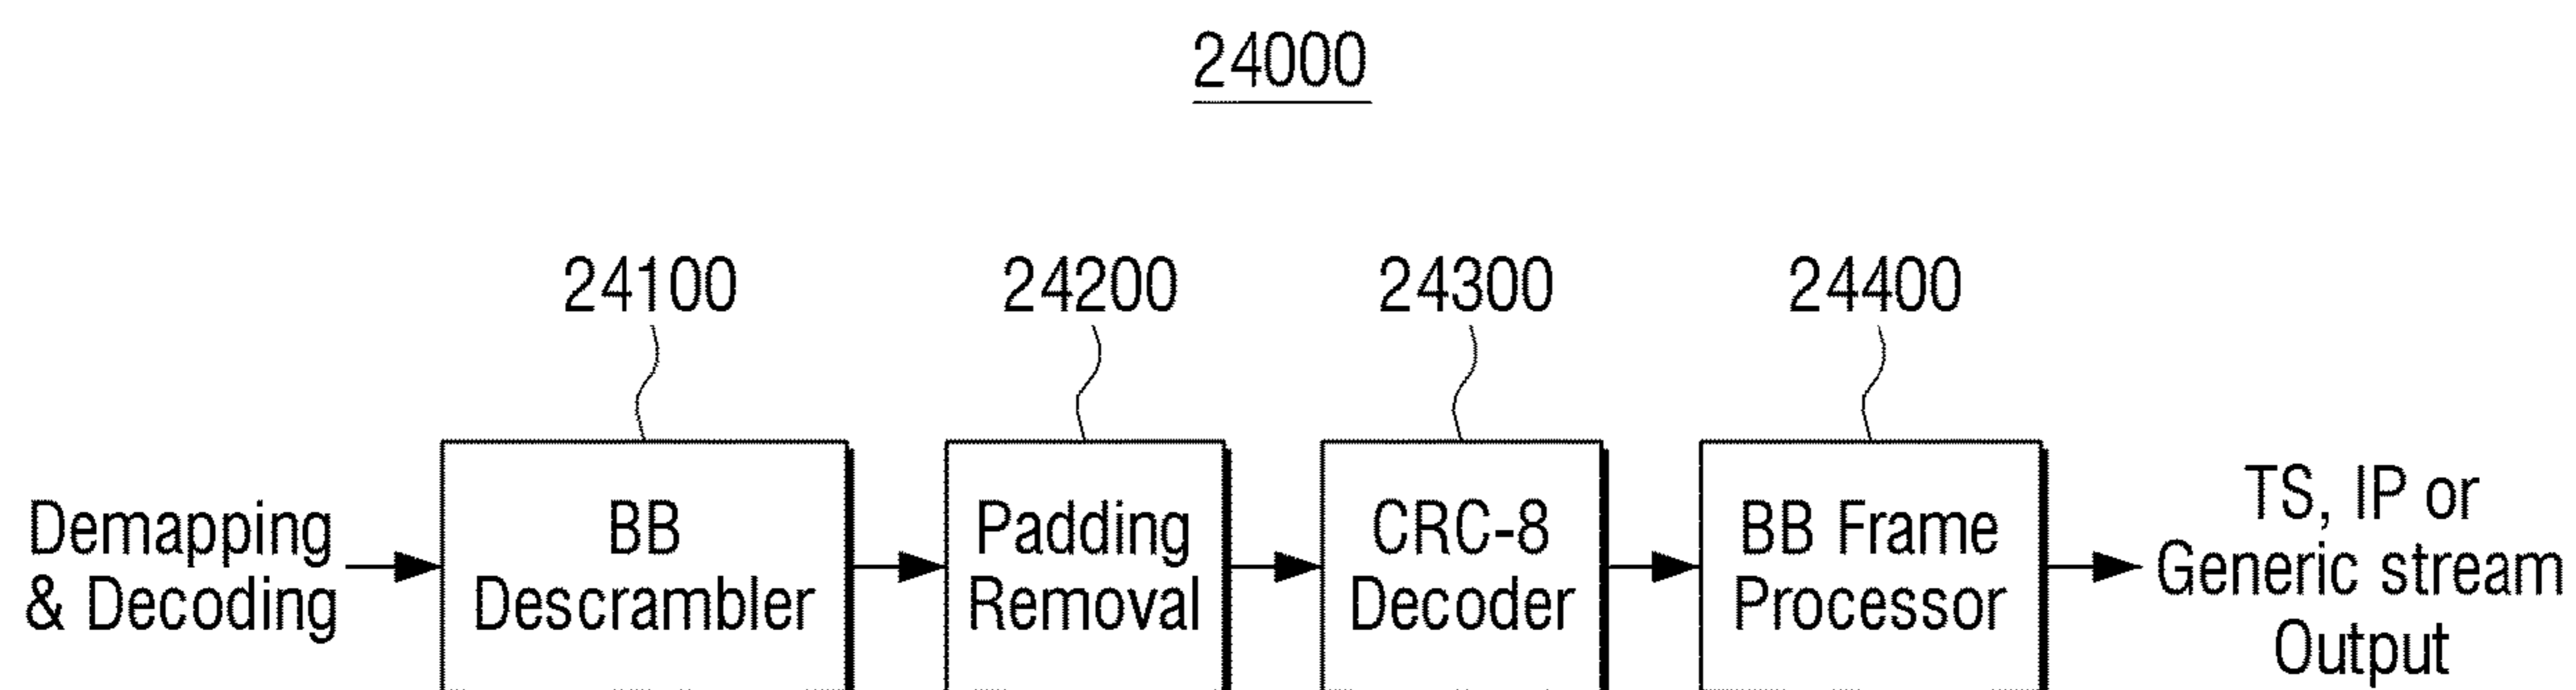 24000
24100
24200
24300
24400
Demapping
& Decoding
BB
Descrambler
Padding
Removal
CRC-8
Decoder
BB Frame
Processor
TS, IP or
Generic stream
Output